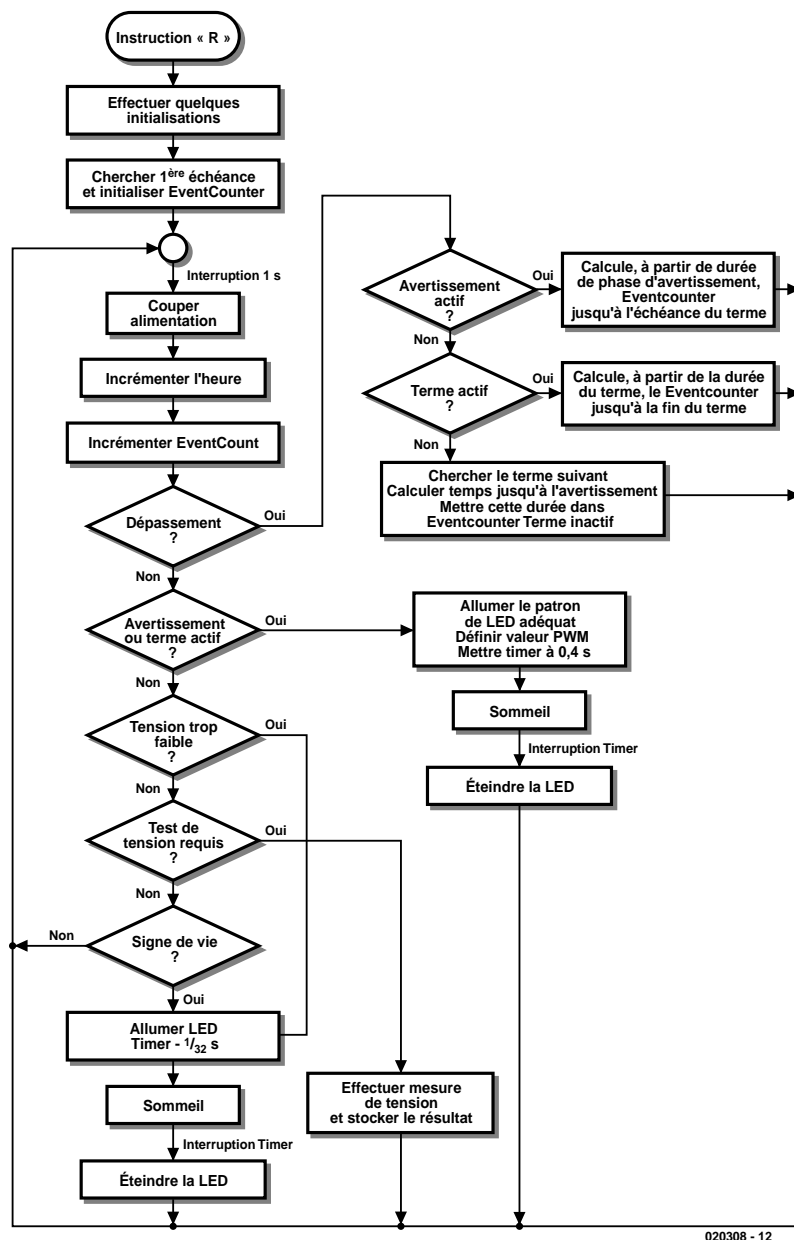 Instruction « R »
Effectuer quelques
initialisations
Chercher 1ère échéance
et initialiser EventCounter
Interruption 1 s
Couper
alimentation
Incrémenter l'heure
Incrémenter EventCount
Dépassement
?
Oui
Non
Avertissement
actif
?
Oui
Calcule, à partir de durée
de phase d'avertissement,
Eventcounter
jusqu'à l'échéance du terme
Non
Terme actif
?
Oui
Calcule, à partir de la durée
du terme, le Eventcounter
jusqu'à la fin du terme
Non
Chercher le terme suivant
Calculer temps jusqu'à l'avertissement
Mettre cette durée dans
Eventcounter Terme inactif
Avertissement
ou terme actif
?
Oui
Allumer le patron
de LED adéquat
Définir valeur PWM
Mettre timer à 0,4 s
Sommeil
Interruption Timer
Éteindre la LED
Non
Tension trop
faible
?
Oui
Non
Test de
tension requis
?
Oui
Non
Signe de vie
?
Non
Oui
Allumer LED
Timer - 1/32 s
Sommeil
Interruption Timer
Éteindre la LED
Effectuer mesure
de tension
et stocker le résultat
020308 - 12